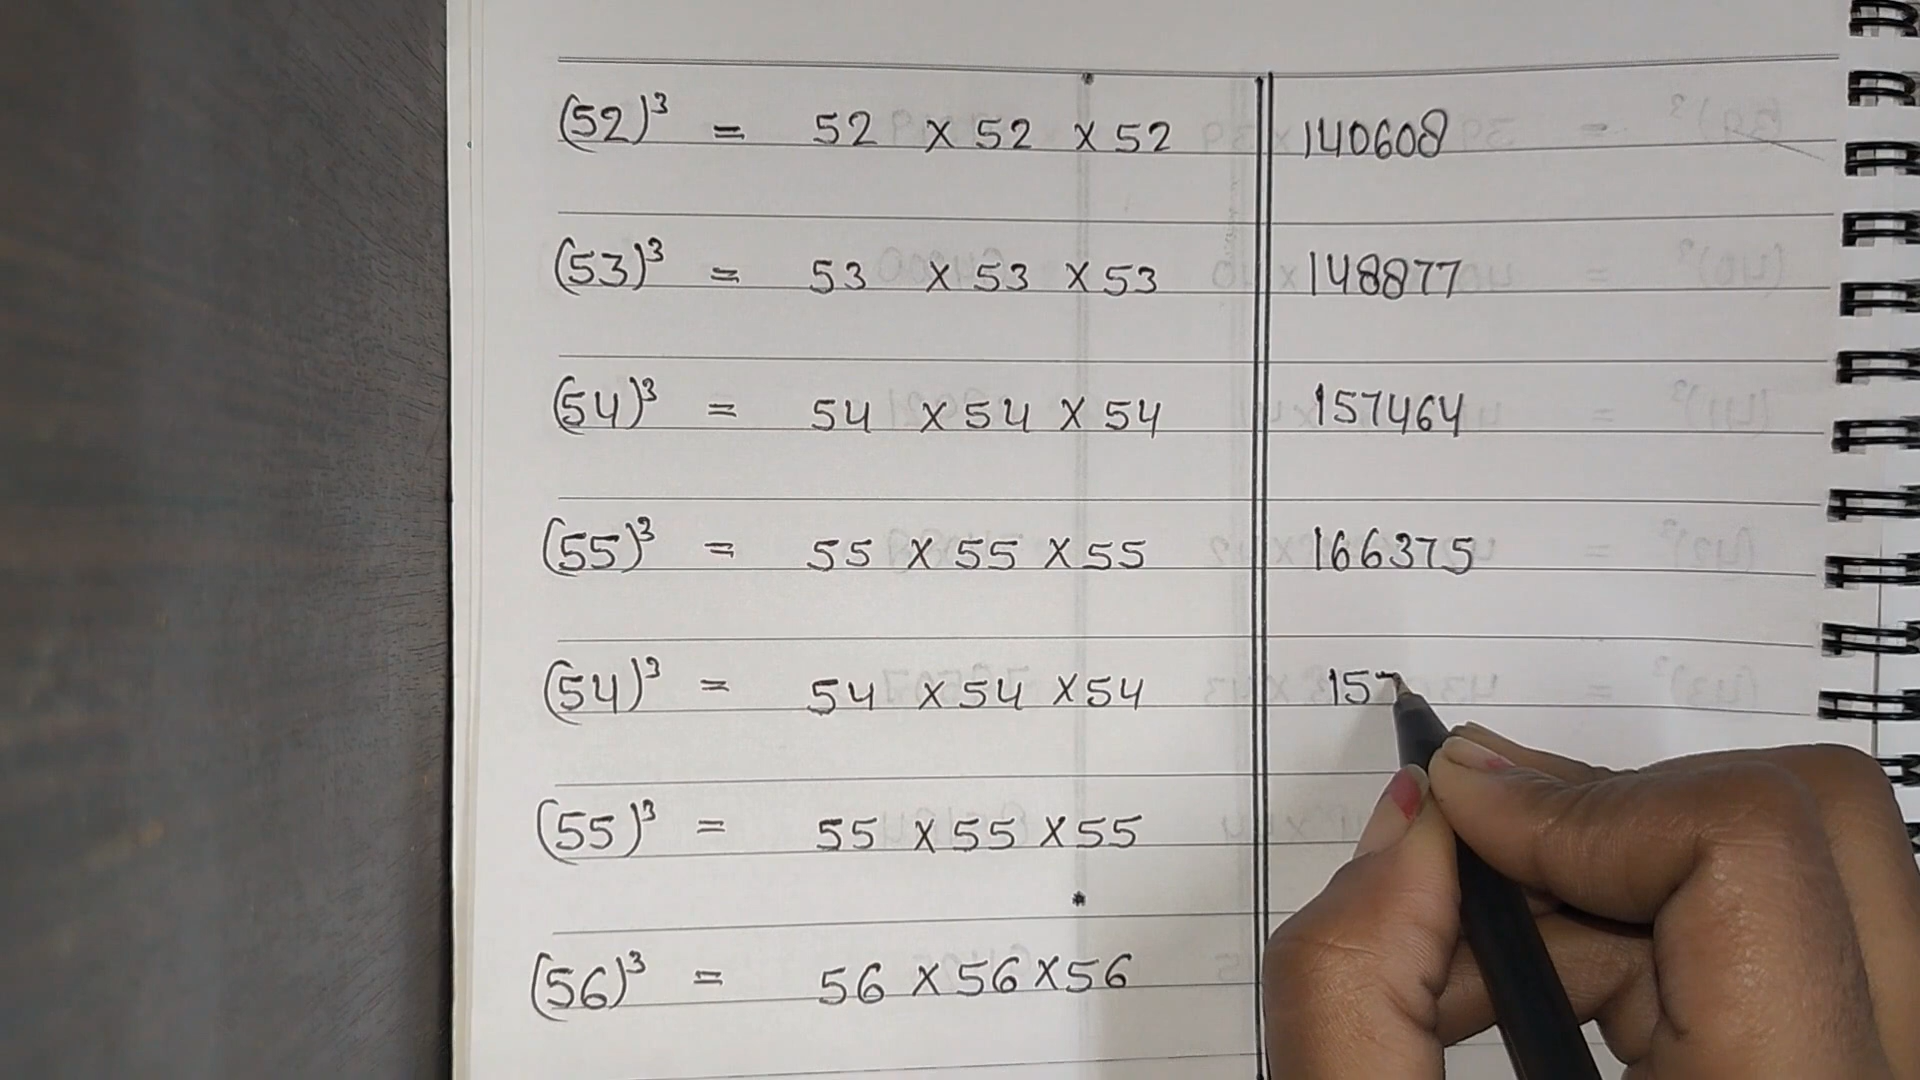 (52)³ = 52 × 52 × 52 140608
(53)³ = 53 × 53 × 53 148877
(54)³ = 54 × 54 × 54 157464
(55)³ = 55 × 55 × 55 166375
(54)³ = 54 × 54 × 54 157
(55)³ = 55 × 55 × 55
(56)³ = 56 × 56 × 56